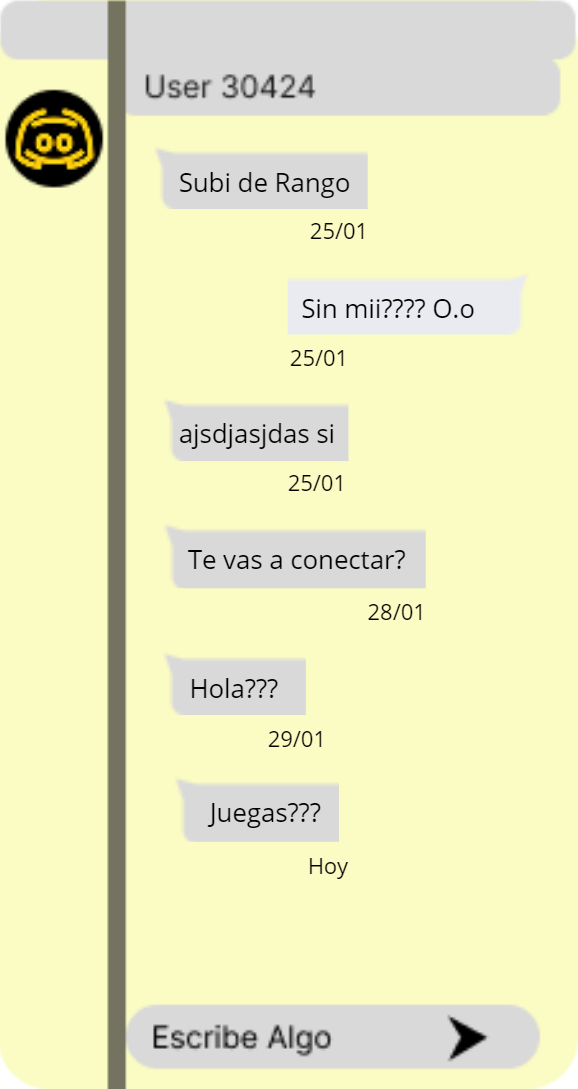 User 30424
Subi de Rango
25/01
Sin mii???? O.o
25/01
ajsdjasjdas si
25/01
Te vas a conectar?
28/01
Hola???
29/01
Juegas???
Hoy
Escribe Algo